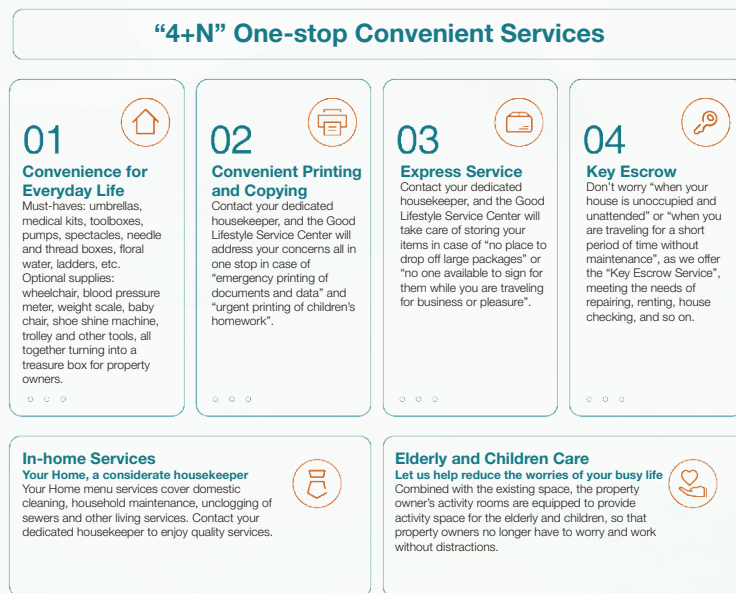 “4+N” One-stop Convenient Services
01
Convenience for
Everyday Life
Must-haves: umbrellas,
medical kits, toolboxes,
pumps, spectacles, needle
and thread boxes, floral
water, ladders, etc.
Optional supplies:
wheelchair, blood pressure
meter, weight scale, baby
chair, shoe shine machine,
trolley and other tools, all
together turning into a
treasure box for property
owners.
02
Convenient Printing
and Copying
Contact your dedicated
housekeeper, and the Good
Lifestyle Service Center will
address your concerns all in
one stop in case of
“emergency printing of
documents and data” and
“urgent printing of children’s
homework”.
03
Express Service
Contact your dedicated
housekeeper, and the Good
Lifestyle Service Center will
take care of storing your
items in case of “no place to
drop off large packages” or
“no one available to sign for
them while you are traveling
for business or pleasure”.
04
Key Escrow
Don’t worry “when your
house is unoccupied and
unattended” or “when you
are traveling for a short
period of time without
maintenance”, as we offer
the “Key Escrow Service”,
meeting the needs of
repairing, renting, house
checking, and so on.
In-home Services
Your Home, a considerate housekeeper
Your Home menu services cover domestic
cleaning, household maintenance, unclogging of
sewers and other living services. Contact your
dedicated housekeeper to enjoy quality services.
Elderly and Children Care
Let us help reduce the worries of your busy life
Combined with the existing space, the property
owner’s activity rooms are equipped to provide
activity space for the elderly and children, so that
property owners no longer have to worry and work
without distractions.